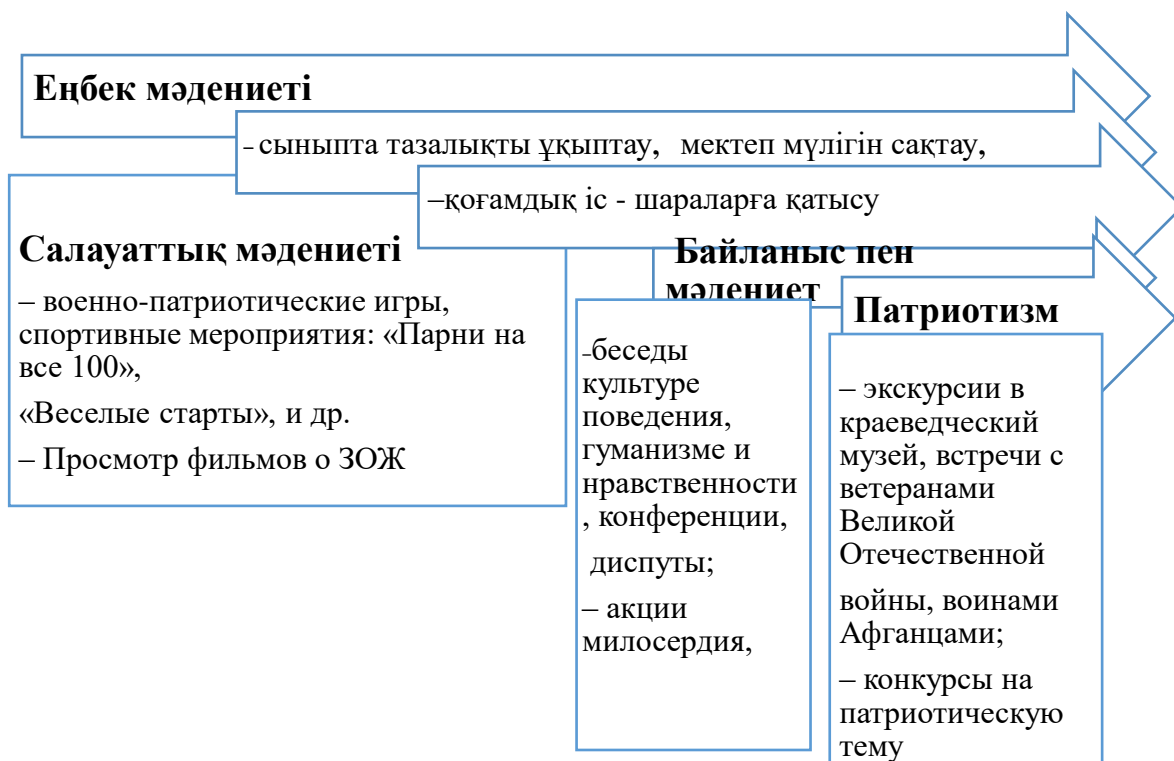 Еңбек мәдениеті
– сыныпта тазалықты ұқыптау, мектеп мүлігін сақтау,
–қоғамдық іс - шараларға қатысу
Салауаттық мәдениеті
– военно-патриотические игры,
спортивные мероприятия: «Парни на
все 100»,
«Веселые старты», и др.
– Просмотр фильмов о ЗОЖ
Байланыс пен
мәдениет
–беседы
культуре
поведения,
гуманизме и
нравственности
, конференции,
диспуты;
– акции
милосердия,
Патриотизм
– экскурсии в
краеведческий
музей, встречи с
ветеранами
Великой
Отечественной
войны, воинами
Афганцами;
– конкурсы на
патриотическую
тему